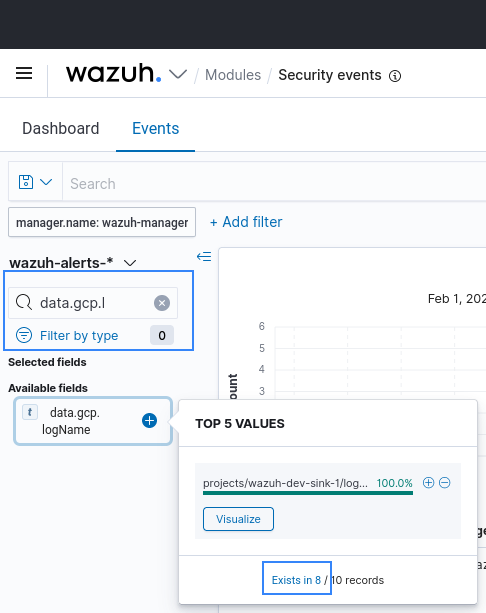 wazuh. / Modules / Security events
Dashboard Events
Search
manager.name: wazuh-manager + Add filter
wazuh-alerts-*
data.gcp.l
Filter by type 0
Selected fields
Available fields
t data.gcp.
logName
Feb 1, 202
6
5
4
3
ount
TOP 5 VALUES
projects/wazuh-dev-sink-1/log... 100.0%
Visualize
Exists in 8 / 10 records